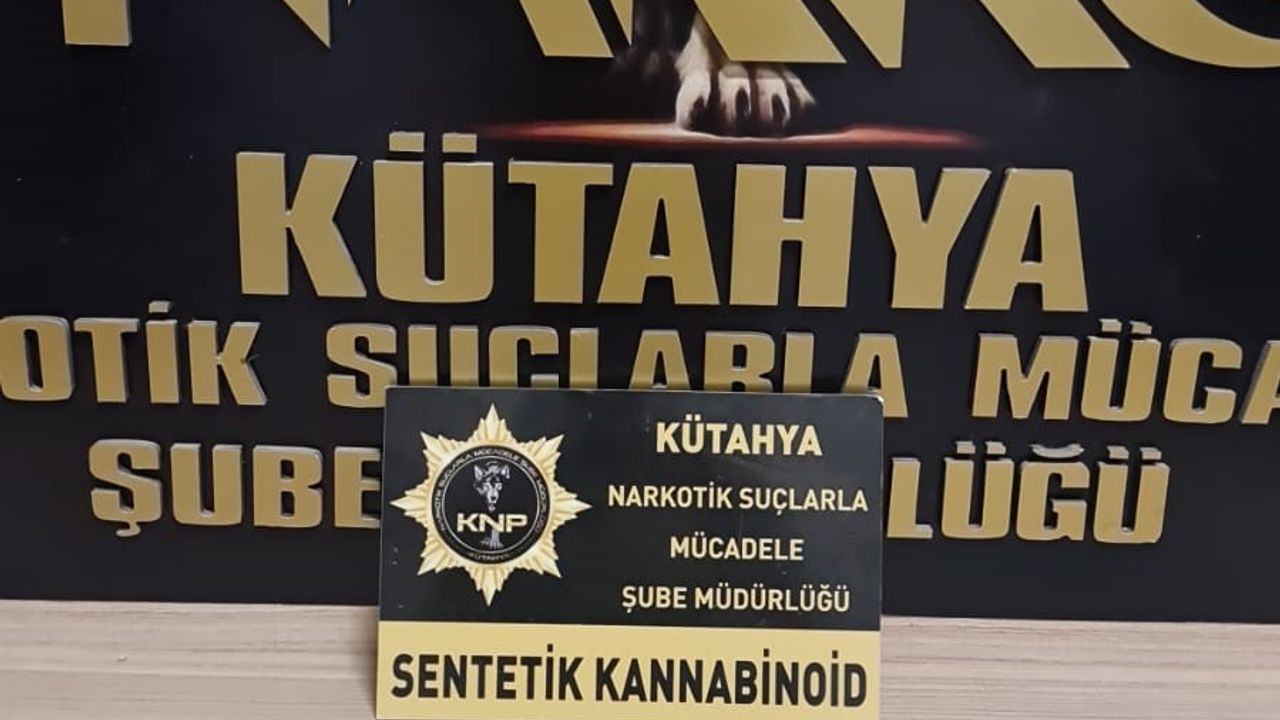 KÜTAHYA
OTİK SUÇLARLA MÜCA
ŞUBE LÜĞÜ
KNP
KÜTAHYA
NARKOTİK SUÇLARLA
MÜCADELE
ŞUBE MÜDÜRLÜĞÜ
SENTETİK KANNABİNOİD